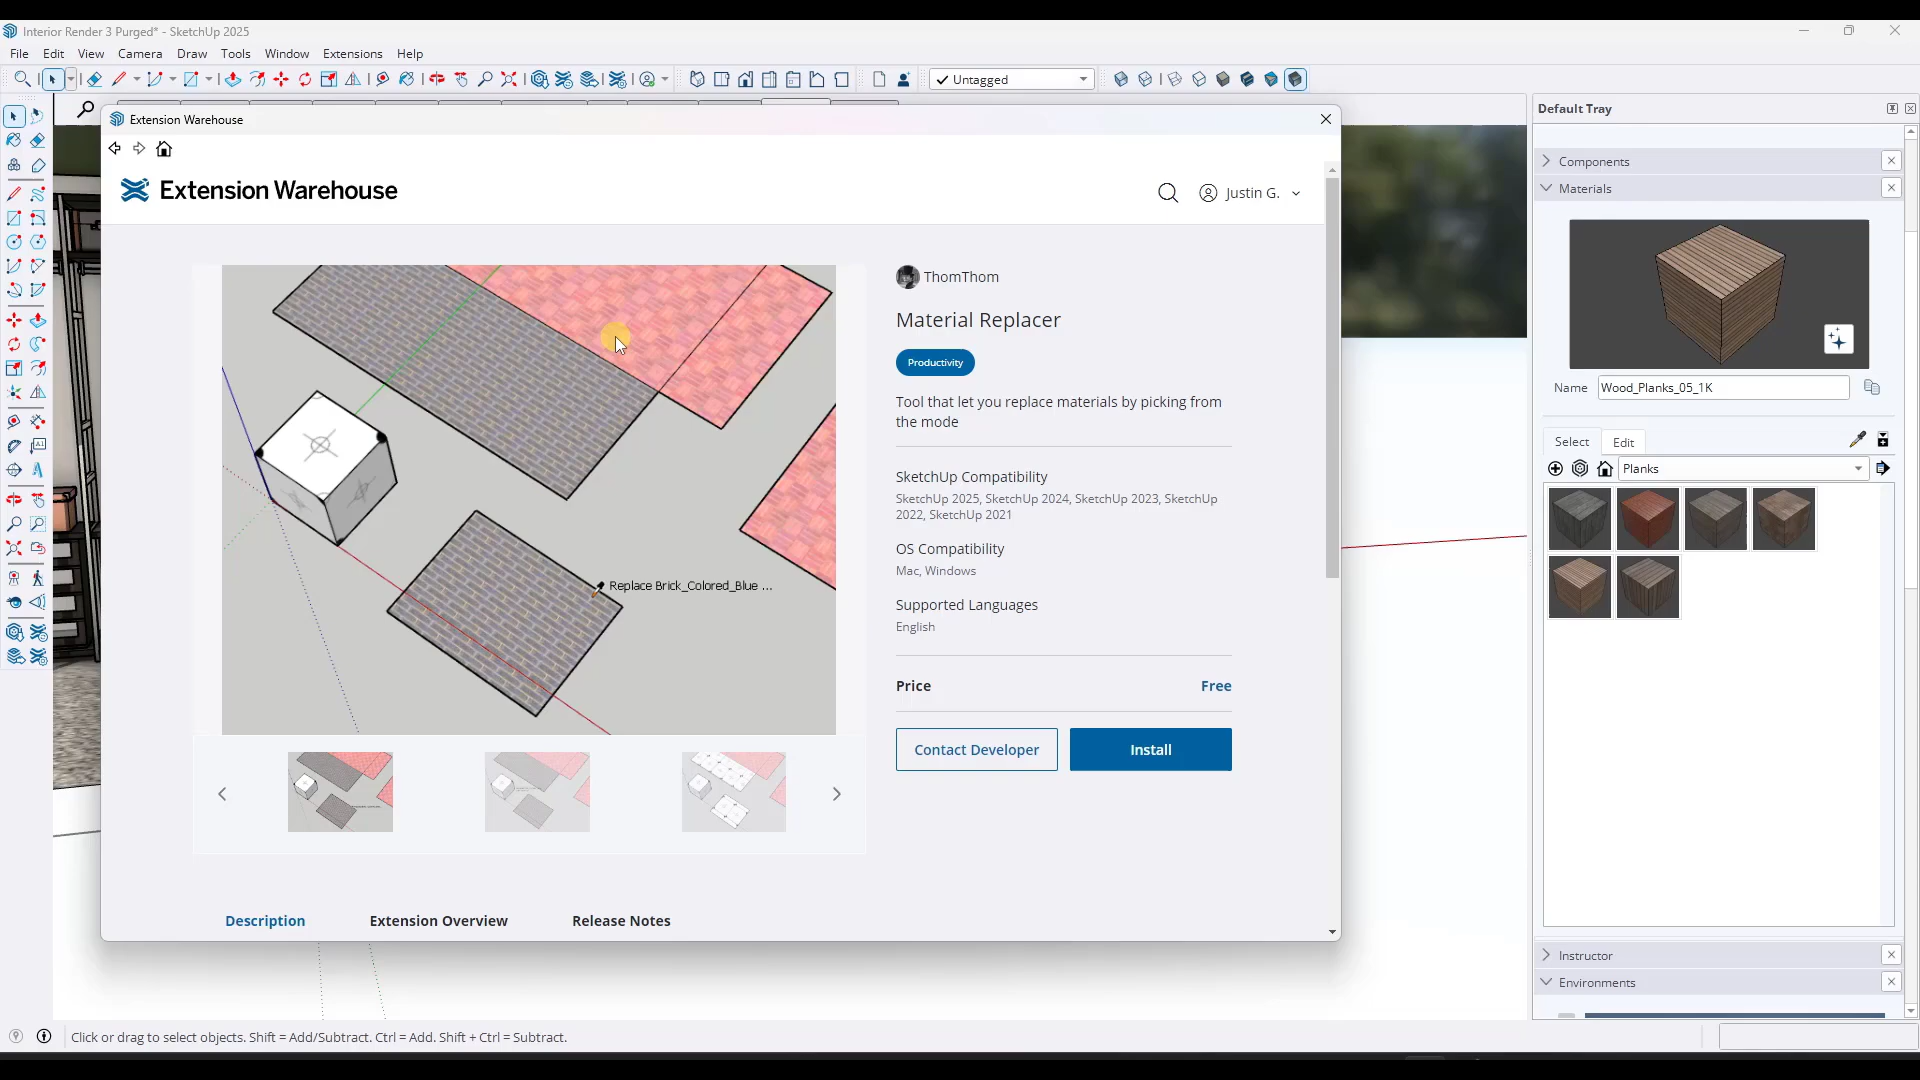 Interior Render 3 Purged* - SketchUp 2025
File Edit View Camera Draw Tools Window Extensions Help
Untagged
Extension Warehouse
Extension Warehouse
Justin G.
ThomThom
Material Replacer
Productivity
Tool that let you replace materials by picking from
the mode
SketchUp Compatibility
SketchUp 2025, SketchUp 2024, SketchUp 2023, SketchUp
2022, SketchUp 2021
OS Compatibility
Mac, Windows
Supported Languages
English
Price Free
Contact Developer Install
Replace Brick_Colored_Blue ...
Description Extension Overview Release Notes
Default Tray
Components
Materials
Name Wood_Planks_05_1K
Select Edit
Planks
Instructor
Environments
Click or drag to select objects. Shift = Add/Subtract. Ctrl = Add. Shift + Ctrl = Subtract.